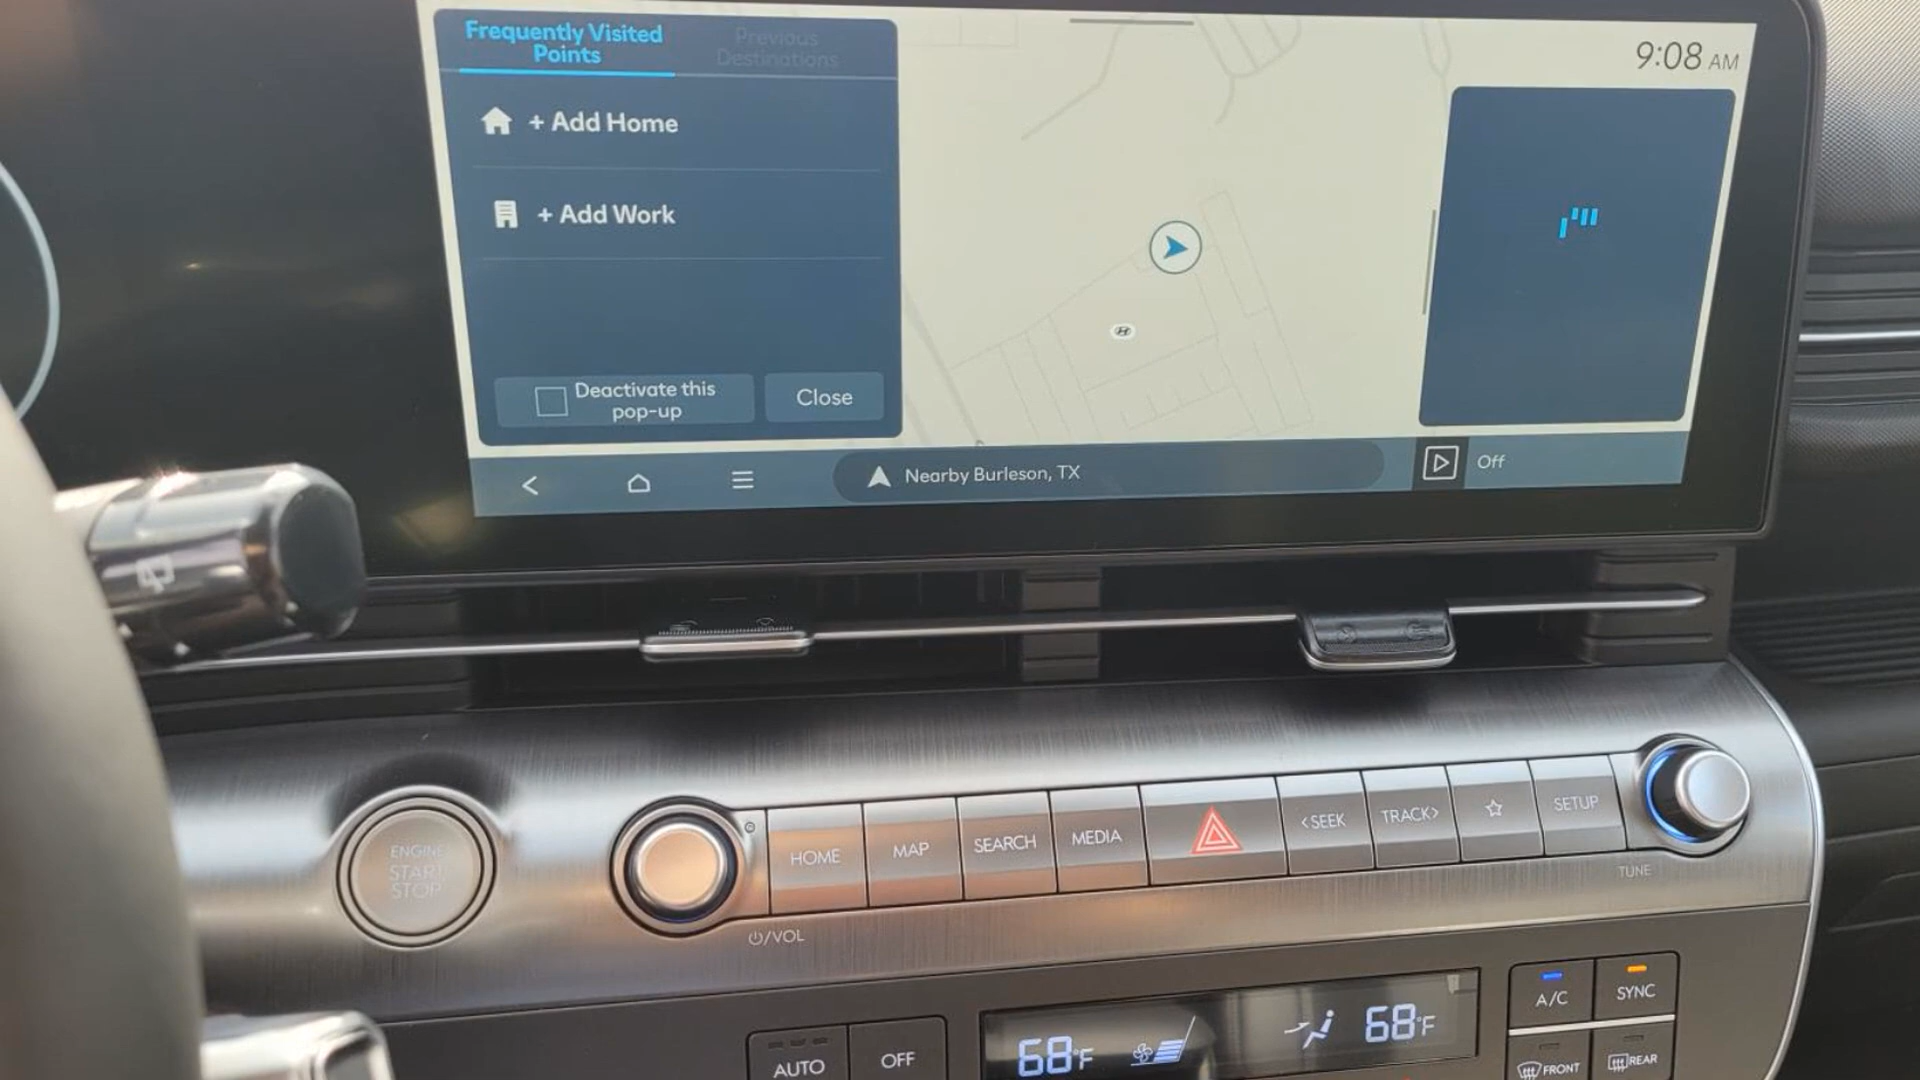 Frequently Visited
Points
Previous
Destinations
9:08 AM
+ Add Home
+ Add Work
Deactivate this
pop-up
Close
Nearby Burleson, TX
Off
ENGINE
START
STOP
HOME
MAP
SEARCH
MEDIA
<SEEK
TRACK>
SETUP
/VOL
TUNE
AUTO
OFF
68°F
68°F
A/C
SYNC
FRONT
REAR